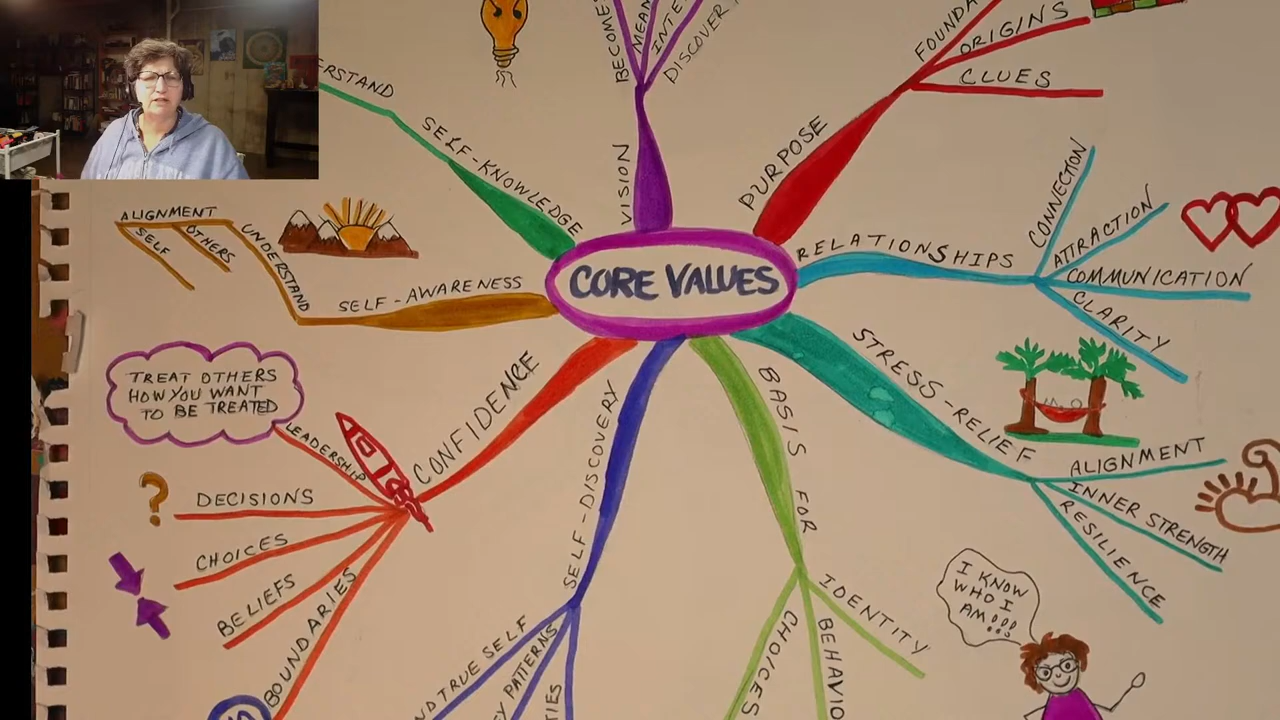 CORE VALUES
VISION
PURPOSE
ORIGINS
CLUES
RELATIONSHIPS
CONNECTION
ATTRACTION
COMMUNICATION
CLARITY
STRESS-RELIEF
ALIGNMENT
INNER STRENGTH
RESILIENCE
BASIS FOR
IDENTITY
CHOICES
I KNOW
WHO I
AM!!!
SELF-DISCOVERY
TRUE SELF
PATTERNS
CONFIDENCE
LEADERSHIP
TREAT OTHERS
HOW YOU WANT
TO BE TREATED
DECISIONS
?
CHOICES
BELIEFS
BOUNDARIES
SELF-AWARENESS
UNDERSTAND
ALIGNMENT
OTHERS
SELF
SELF-KNOWLEDGE